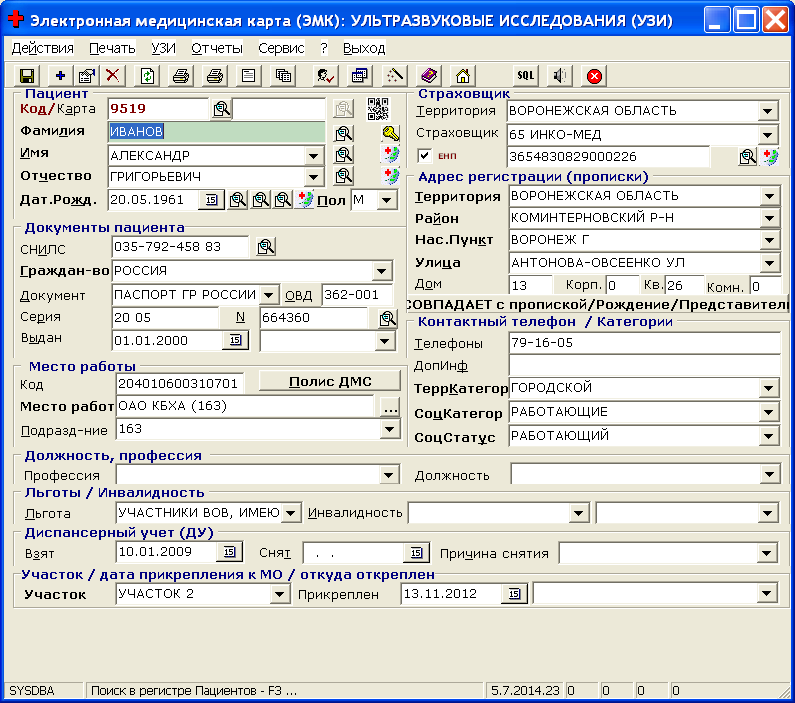 Электронная медицинская карта (ЭМК): УЛЬТРАЗВУКОВЫЕ ИССЛЕДОВАНИЯ (УЗИ)
Действия Печать УЗИ Отчеты Сервис ? Выход
SQL
Пациент
Код/Карта 9519
Фамилия ИВАНОВ
Имя АЛЕКСАНДР
Отчество ГРИГОРЬЕВИЧ
Дат.Рожд. 20.05.1961 15 Пол М
Документы пациента
СНИЛС 035-792-458 83
Граждан-во РОССИЯ
Документ ПАСПОРТ ГР РОССИИ ОВД 362-001
Серия 20 05 N 664360
Выдан 01.01.2000 15
Место работы
Код 204010600310701 Полис ДМС
Место работ ОАО КБХА (163) ...
Подразд-ние 163
Страховщик
Территория ВОРОНЕЖСКАЯ ОБЛАСТЬ
Страховщик 65 ИНКО-МЕД
ЕНП 3654830829000226
Адрес регистрации (прописки)
Территория ВОРОНЕЖСКАЯ ОБЛАСТЬ
Район КОМИНТЕРНОВСКИЙ Р-Н
Нас.Пункт ВОРОНЕЖ Г
Улица АНТОНОВА-ОВСЕЕНКО УЛ
Дом 13 Корп. 0 Кв. 26 Комн. 0
СОВПАДАЕТ с пропиской/Рождение/Представитель
Контактный телефон / Категории
Телефоны 79-16-05
ДопИнф
ТеррКатегор ГОРОДСКОЙ
СоцКатегор РАБОТАЮЩИЕ
СоцСтатус РАБОТАЮЩИЙ
Должность, профессия
Профессия Должность
Льготы / Инвалидность
Льгота УЧАСТНИКИ ВОВ, ИМЕЮ Инвалидность
Диспансерный учет (ДУ)
Взят 10.01.2009 15 Снят . . 15 Причина снятия
Участок / дата прикрепления к МО / откуда откреплен
Участок УЧАСТОК 2 Прикреплен 13.11.2012 15
SYSDBA Поиск в регистре Пациентов - F3 ... 5.7.2014.23 0 0 0 0